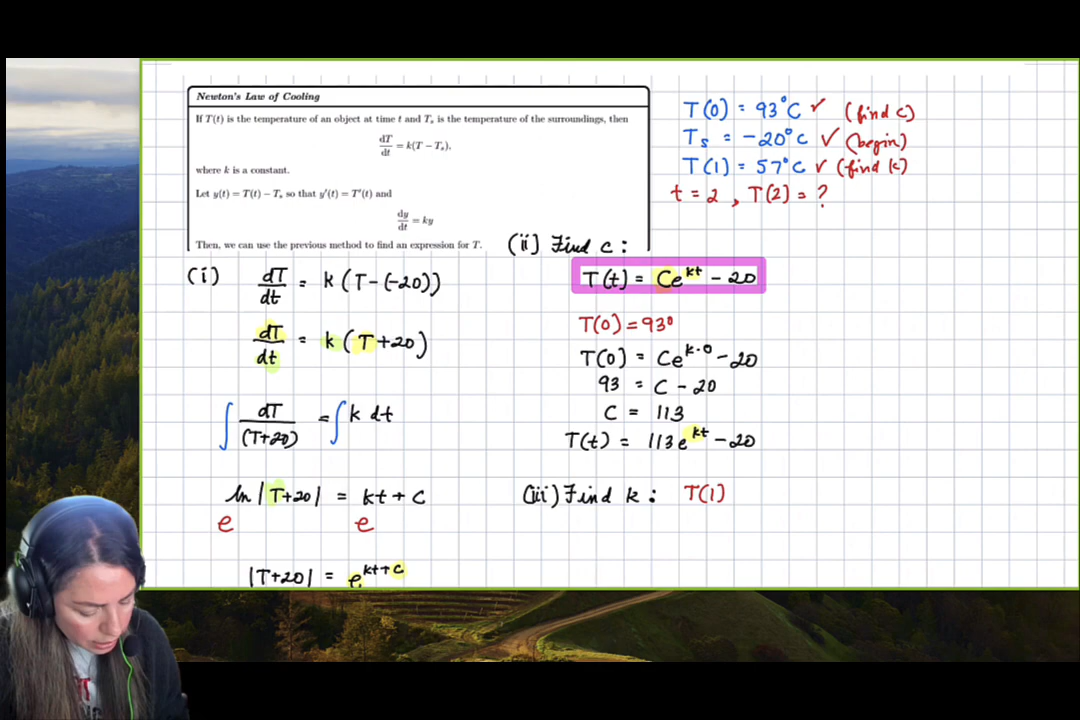 Newton's Law of Cooling
If T(t) is the temperature of an object at time t and Tₛ is the temperature of the surroundings, then
dT/dt = k(T − Tₛ),
where k is a constant.
Let y(t) = T(t) − Tₛ so that y′(t) = T′(t) and
dy/dt = ky
Then, we can use the previous method to find an expression for T.
T(0) = 93°C ✓ (find c)
Tₛ = -20°C ✓ (begin)
T(1) = 57°C ✓ (find k)
t = 2, T(2) = ?
(i) dT/dt = k(T-(-20))
dT/dt = k(T+20)
∫ dT/(T+20) = ∫ k dt
ln|T+20| = kt + C
e e
|T+20| = e^(kt+c)
(ii) Find c:
T(t) = Ce^(kt) - 20
T(0) = 93°
T(0) = Ce^(k·0) - 20
93 = C - 20
C = 113
T(t) = 113e^(kt) - 20
(iii) Find k: T(1)